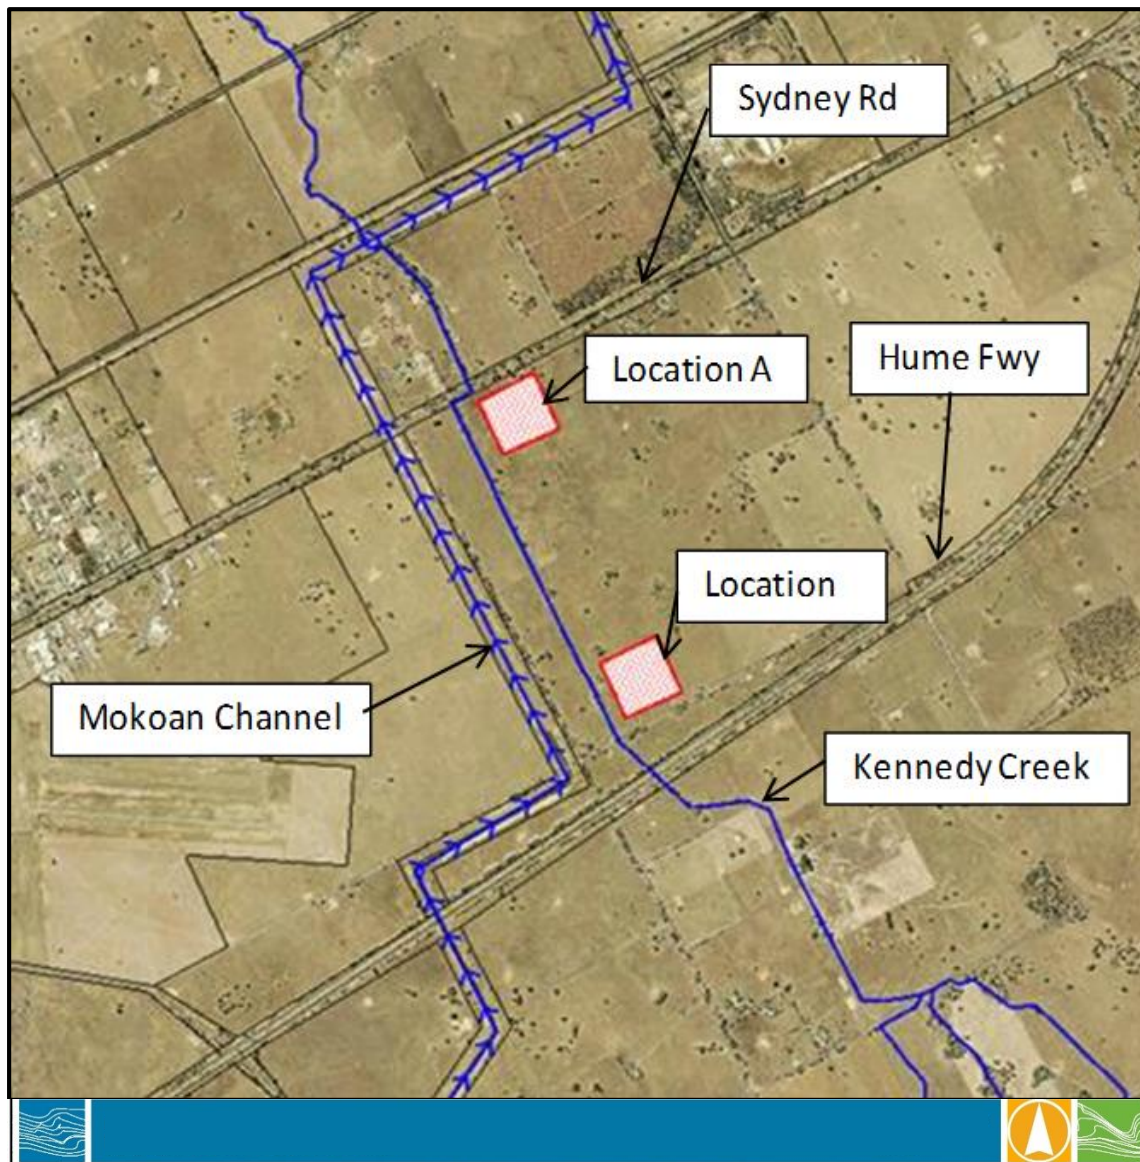 Sydney Rd
Location A
Hume Fwy
Location
Mokoan Channel
Kennedy Creek